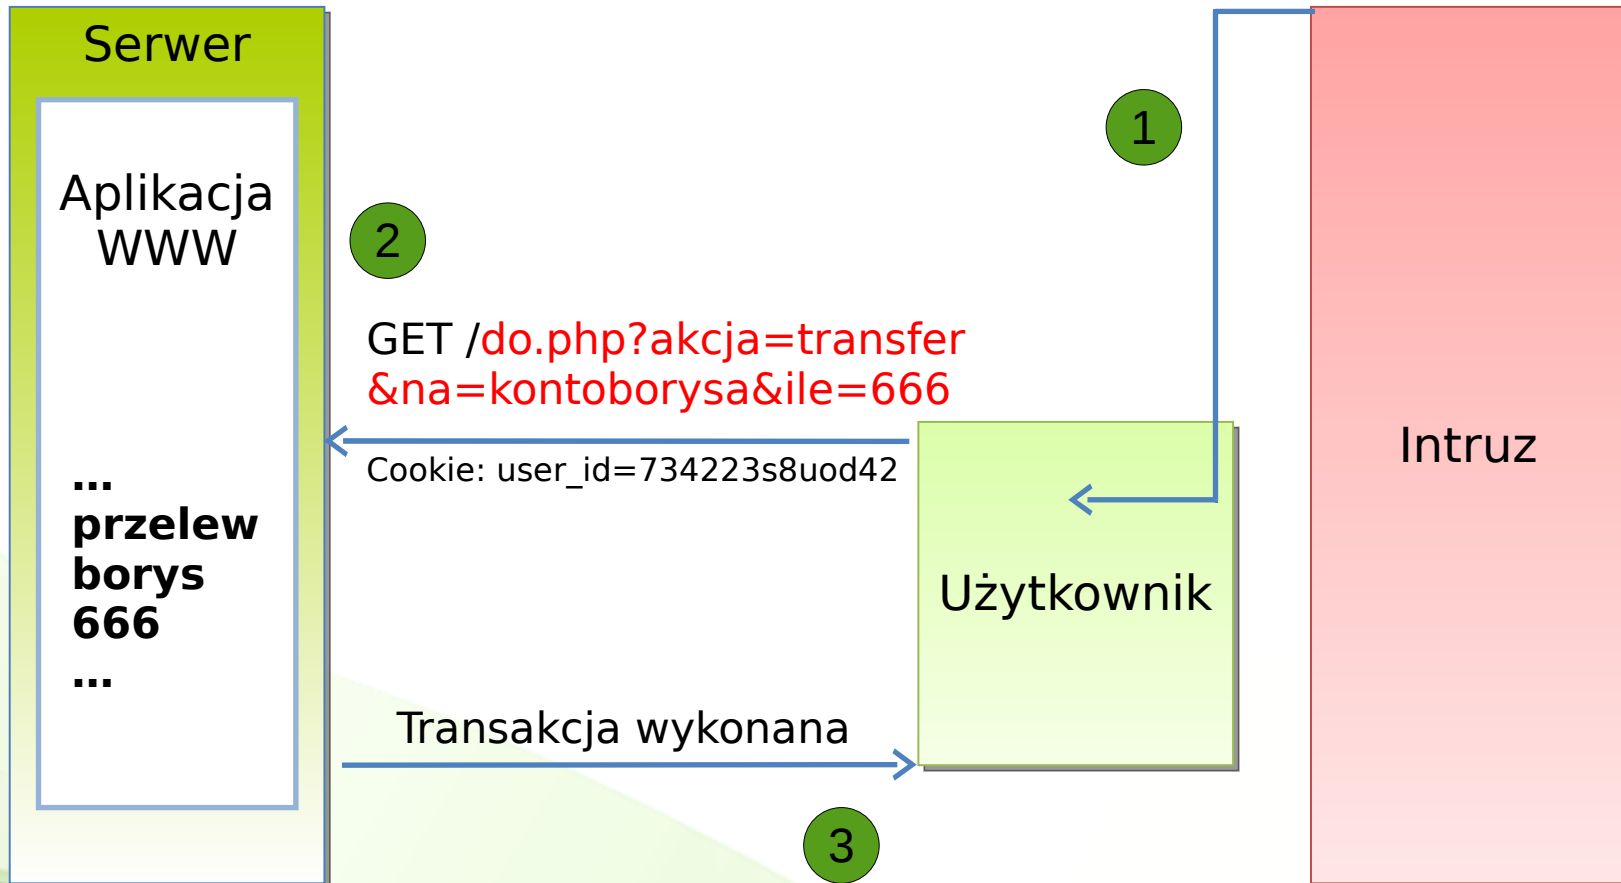 Serwer
Aplikacja
WWW
…
przelew
borys
666
…
1
2
GET /do.php?akcja=transfer
&na=kontoborysa&ile=666
Cookie: user_id=734223s8uod42
Użytkownik
Transakcja wykonana
3
Intruz